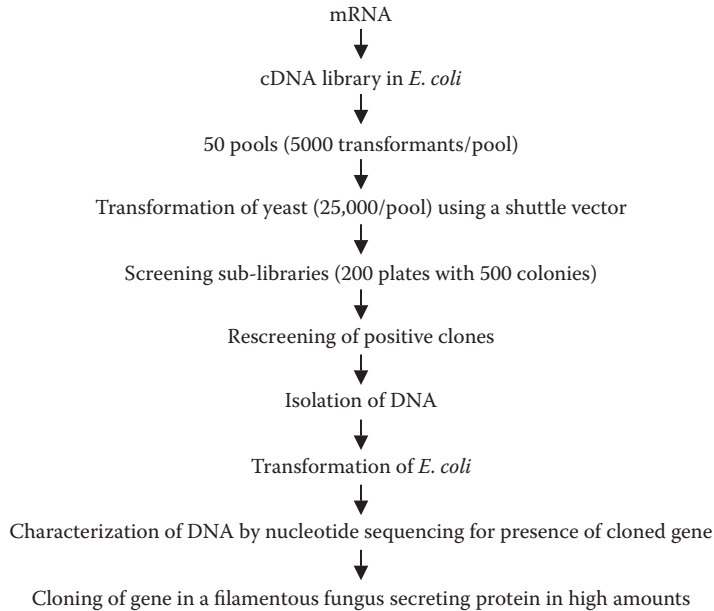 mRNA
cDNA library in E. coli
50 pools (5000 transformants/pool)
Transformation of yeast (25,000/pool) using a shuttle vector
Screening sub-libraries (200 plates with 500 colonies)
Rescreening of positive clones
Isolation of DNA
Transformation of E. coli
Characterization of DNA by nucleotide sequencing for presence of cloned gene
Cloning of gene in a filamentous fungus secreting protein in high amounts